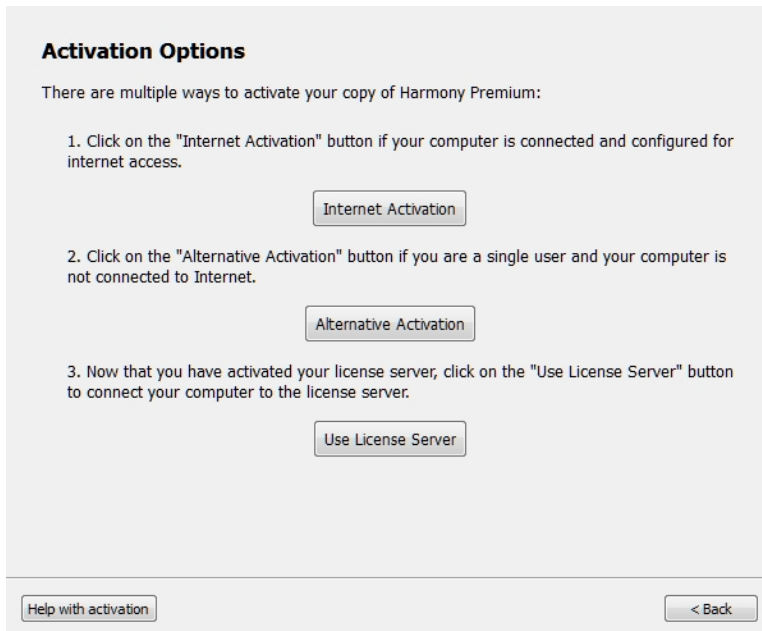 Activation Options
There are multiple ways to activate your copy of Harmony Premium:
1. Click on the "Internet Activation" button if your computer is connected and configured for
internet access.
Internet Activation
2. Click on the "Alternative Activation" button if you are a single user and your computer is
not connected to Internet.
Alternative Activation
3. Now that you have activated your license server, click on the "Use License Server" button
to connect your computer to the license server.
Use License Server
Help with activation
< Back